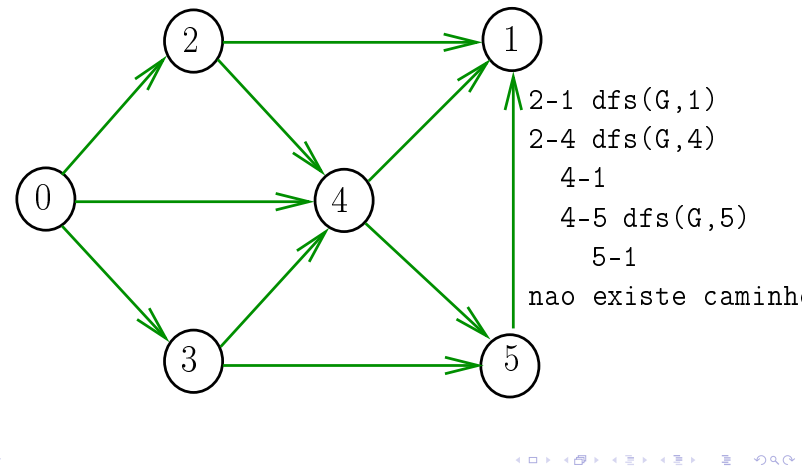 2
1
2-1 dfs(G,1)
2-4 dfs(G,4)
4-1
0
4
4-5 dfs(G,5)
5-1
nao existe
3
5